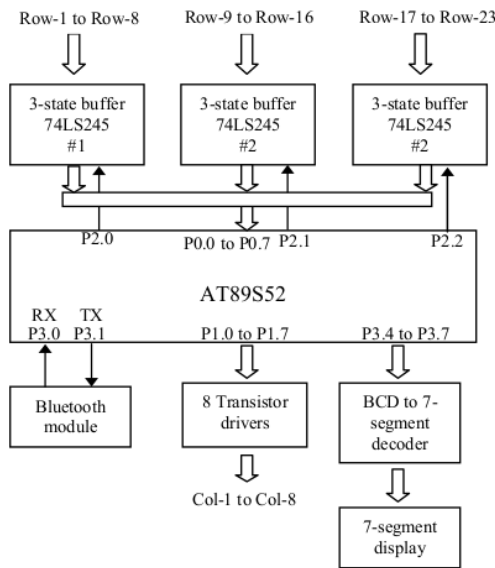 Row-1 to Row-8
Row-9 to Row-16
Row-17 to Row-23
3-state buffer
74LS245
#1
3-state buffer
74LS245
#2
3-state buffer
74LS245
#2
P2.0
P0.0 to P0.7
P2.1
P2.2
AT89S52
RX
TX
P3.0
P3.1
P1.0 to P1.7
P3.4 to P3.7
Bluetooth
module
8 Transistor
drivers
BCD to 7-
segment
decoder
Col-1 to Col-8
7-segment
display